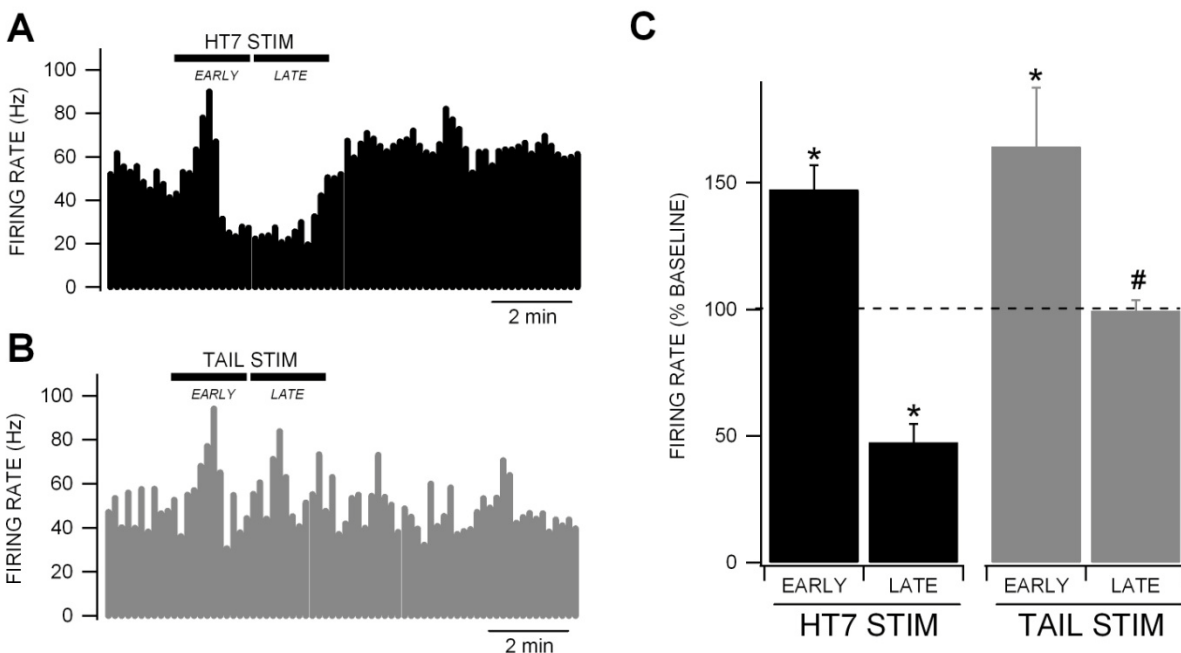 A
HT7 STIM
EARLY LATE
FIRING RATE (Hz)
100
80
60
40
20
0
2 min
B
TAIL STIM
EARLY LATE
FIRING RATE (Hz)
100
80
60
40
20
0
2 min
C
FIRING RATE (% BASELINE)
150
100
50
0
* * * #
EARLY LATE EARLY LATE
HT7 STIM TAIL STIM